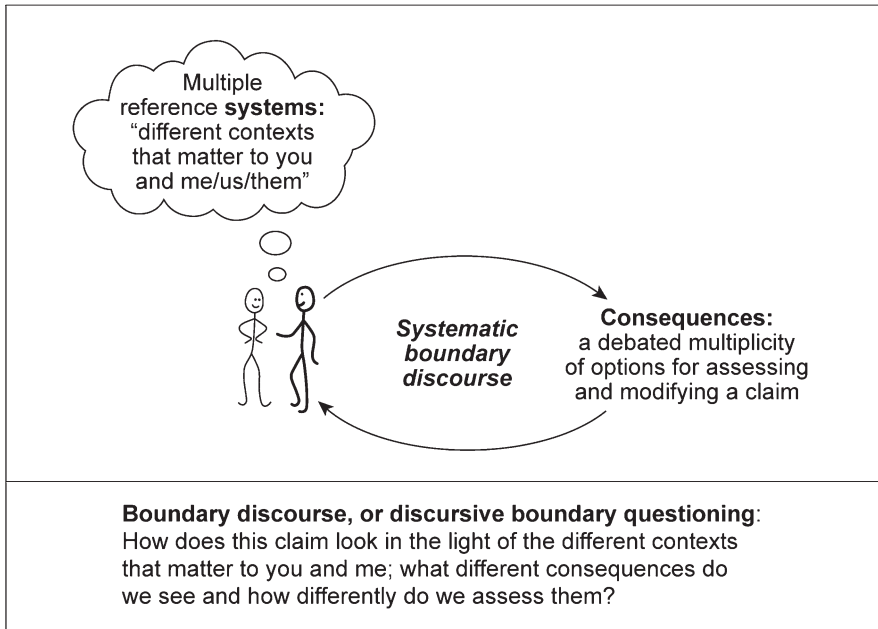 Multiple
reference systems:
“different contexts
that matter to you
and me/us/them”
Systematic
boundary
discourse
Consequences:
a debated multiplicity
of options for assessing
and modifying a claim
Boundary discourse, or discursive boundary questioning:
How does this claim look in the light of the different contexts
that matter to you and me; what different consequences do
we see and how differently do we assess them?